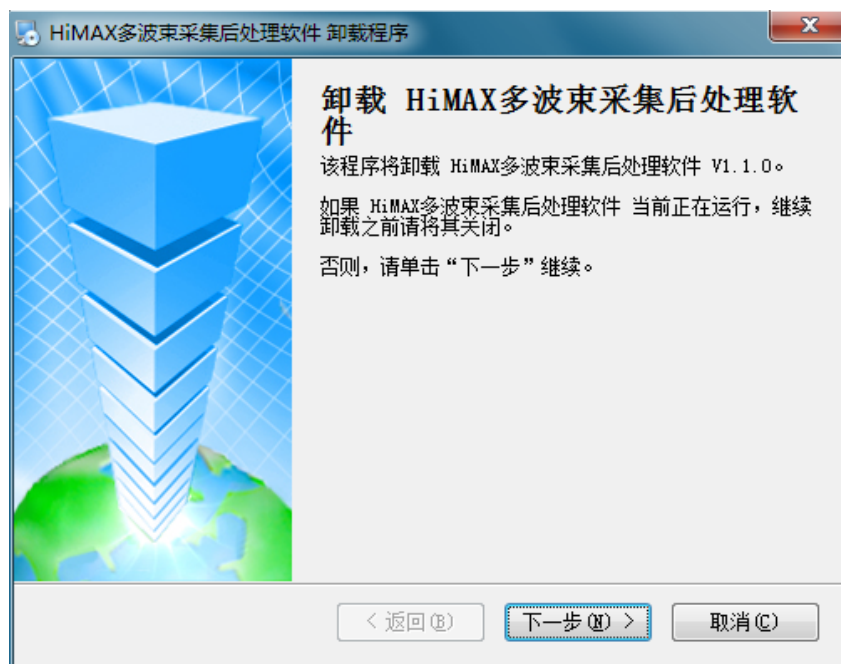 HiMAX多波束采集后处理软件 卸载程序
卸载 HiMAX多波束采集后处理软
件
该程序将卸载 HiMAX多波束采集后处理软件 V1.1.0。
如果 HiMAX多波束采集后处理软件 当前正在运行，继续
卸载之前请将其关闭。
否则，请单击“下一步”继续。
< 返回(B)
下一步(N) >
取消(C)